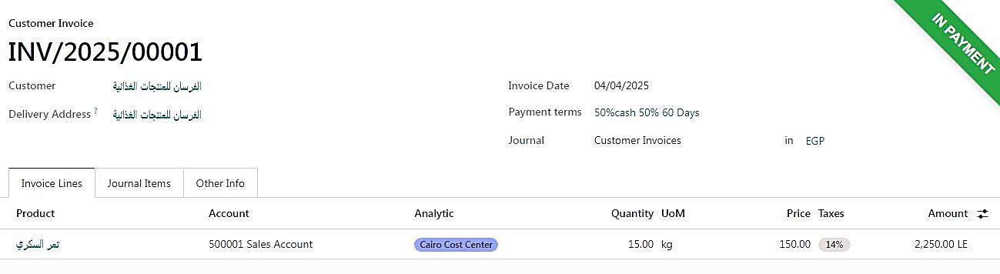 Customer Invoice
INV/2025/00001
IN PAYMENT
Customer الفرسان للمنتجات الغذائية
Invoice Date 04/04/2025
Delivery Address ? الفرسان للمنتجات الغذائية
Payment terms 50%cash 50% 60 Days
Journal Customer Invoices in EGP
Invoice Lines Journal Items Other Info
Product Account Analytic Quantity UoM Price Taxes Amount
تمر السكري 500001 Sales Account Cairo Cost Center 15.00 kg 150.00 14% 2,250.00 LE